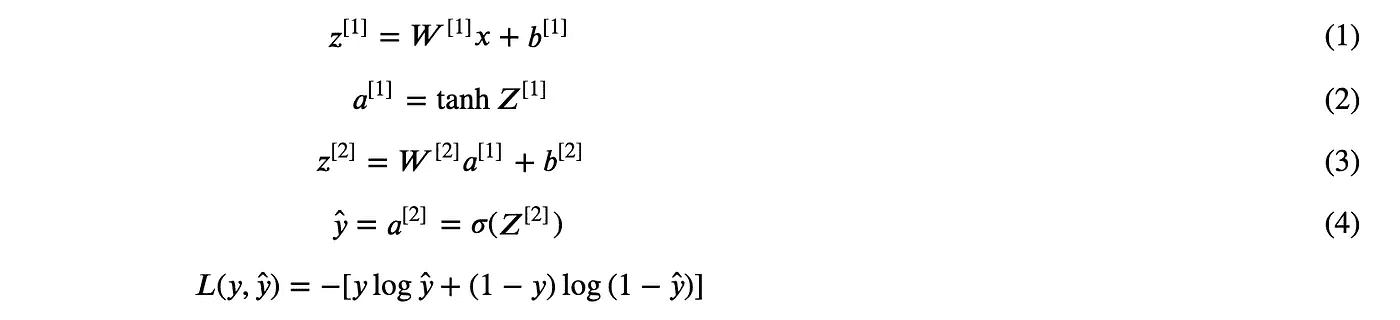 z^{[1]} = W^{[1]}x + b^{[1]} (1)
a^{[1]} = tanh Z^{[1]} (2)
z^{[2]} = W^{[2]}a^{[1]} + b^{[2]} (3)
ŷ = a^{[2]} = σ(Z^{[2]}) (4)
L(y, ŷ) = −[y log ŷ + (1 − y) log (1 − ŷ)]